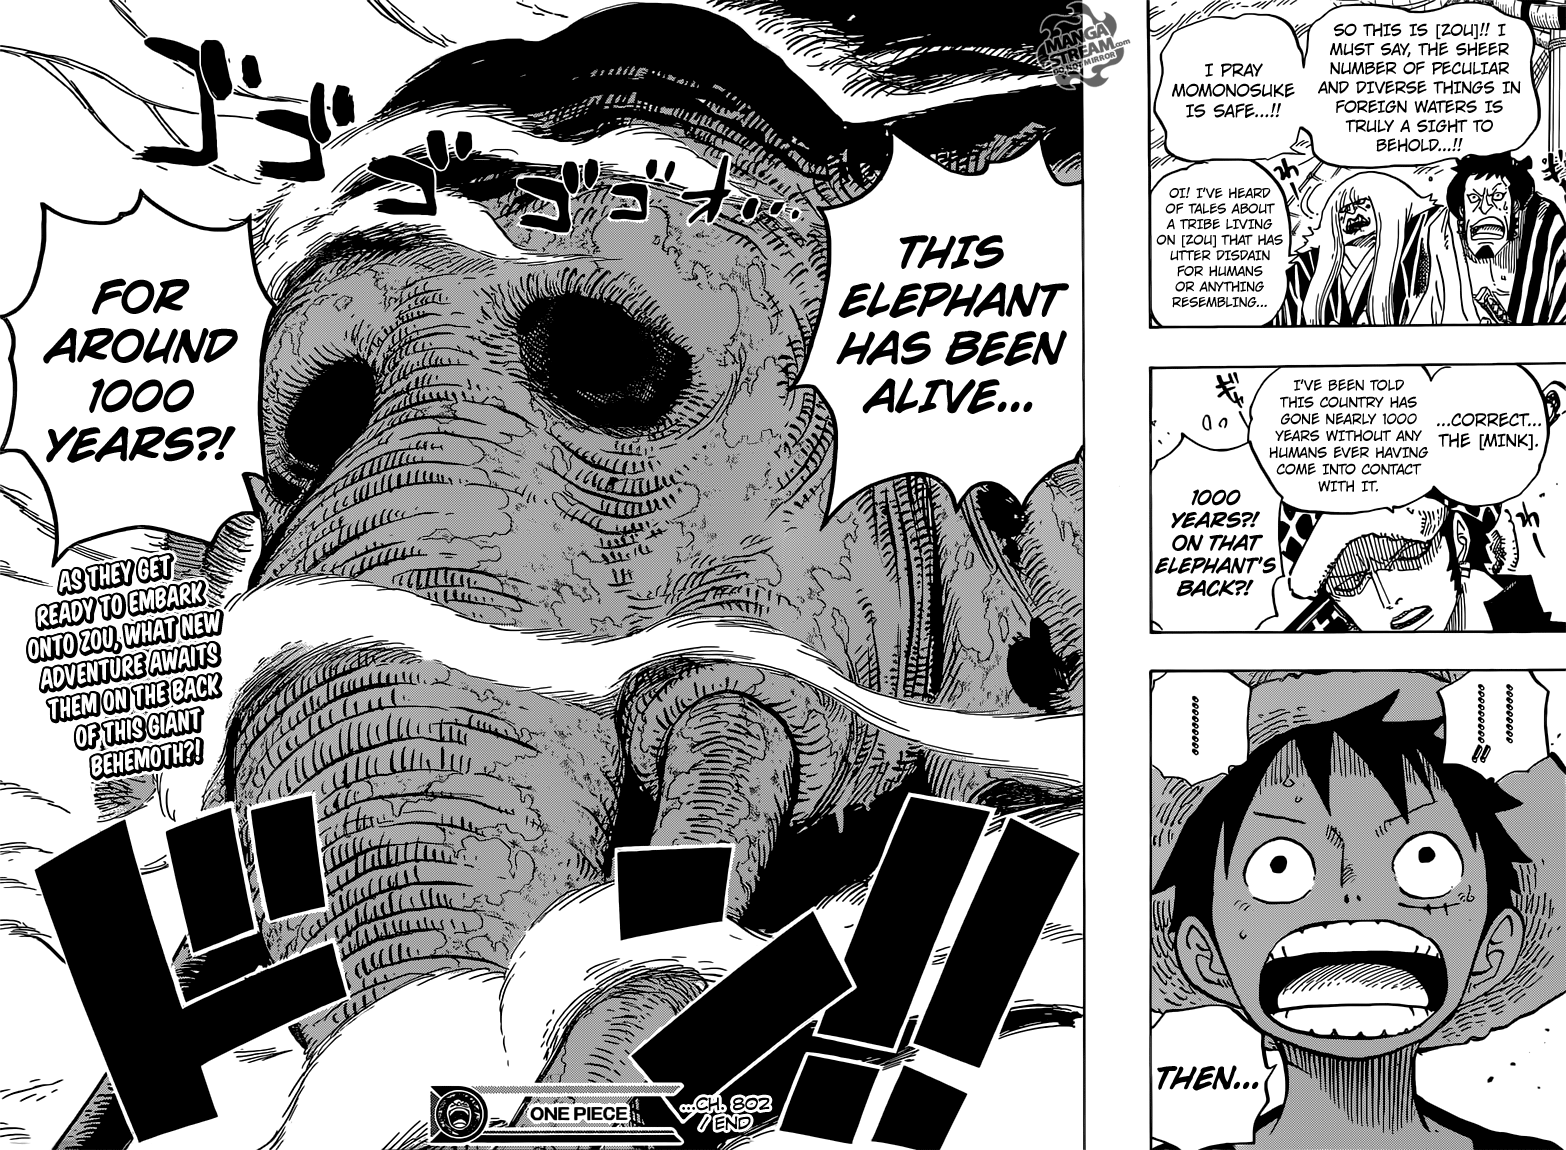 SO THIS IS [ZOU]!! I
MUST SAY, THE SHEER
NUMBER OF PECULIAR
AND DIVERSE THINGS IN
FOREIGN WATERS IS
TRULY A SIGHT TO
BEHOLD...!!
I PRAY
MOMONOSUKE
IS SAFE...!!
OI! I'VE HEARD
OF TALES ABOUT
A TRIBE LIVING
ON [ZOU] THAT HAS
UTTER DISDAIN
FOR HUMANS
OR ANYTHING
RESEMBLING...
...CORRECT...
THE [MINK].
I'VE BEEN TOLD
THIS COUNTRY HAS
GONE NEARLY 1000
YEARS WITHOUT ANY
HUMANS EVER HAVING
COME INTO CONTACT
WITH IT.
1000
YEARS?!
ON THAT
ELEPHANT'S
BACK?!
THEN...
THIS
ELEPHANT
HAS BEEN
ALIVE...
FOR
AROUND
1000
YEARS?!
ゴゴゴゴゴゴオ...
AS THEY GET
READY TO EMBARK
ONTO ZOU, WHAT NEW
ADVENTURE AWAITS
THEM ON THE BACK
OF THIS GIANT
BEHEMOTH?!
ドン!!
ONE PIECE
...CH. 802
/ END
MANGA
STREAM.com
DO NOT MIRROR